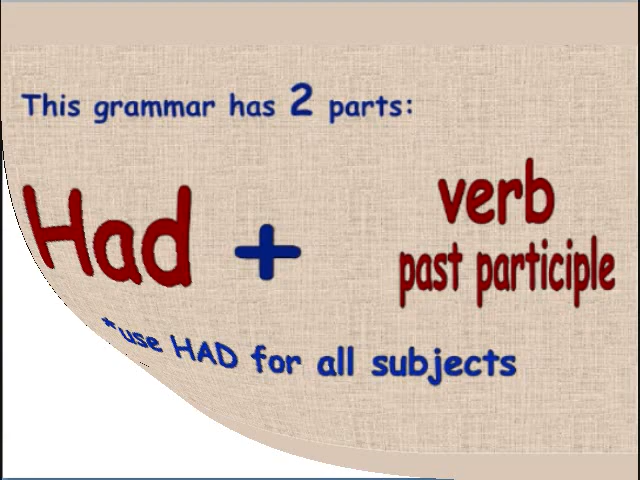 This grammar has 2 parts:
Had + verb
past participle
*use HAD for all subjects